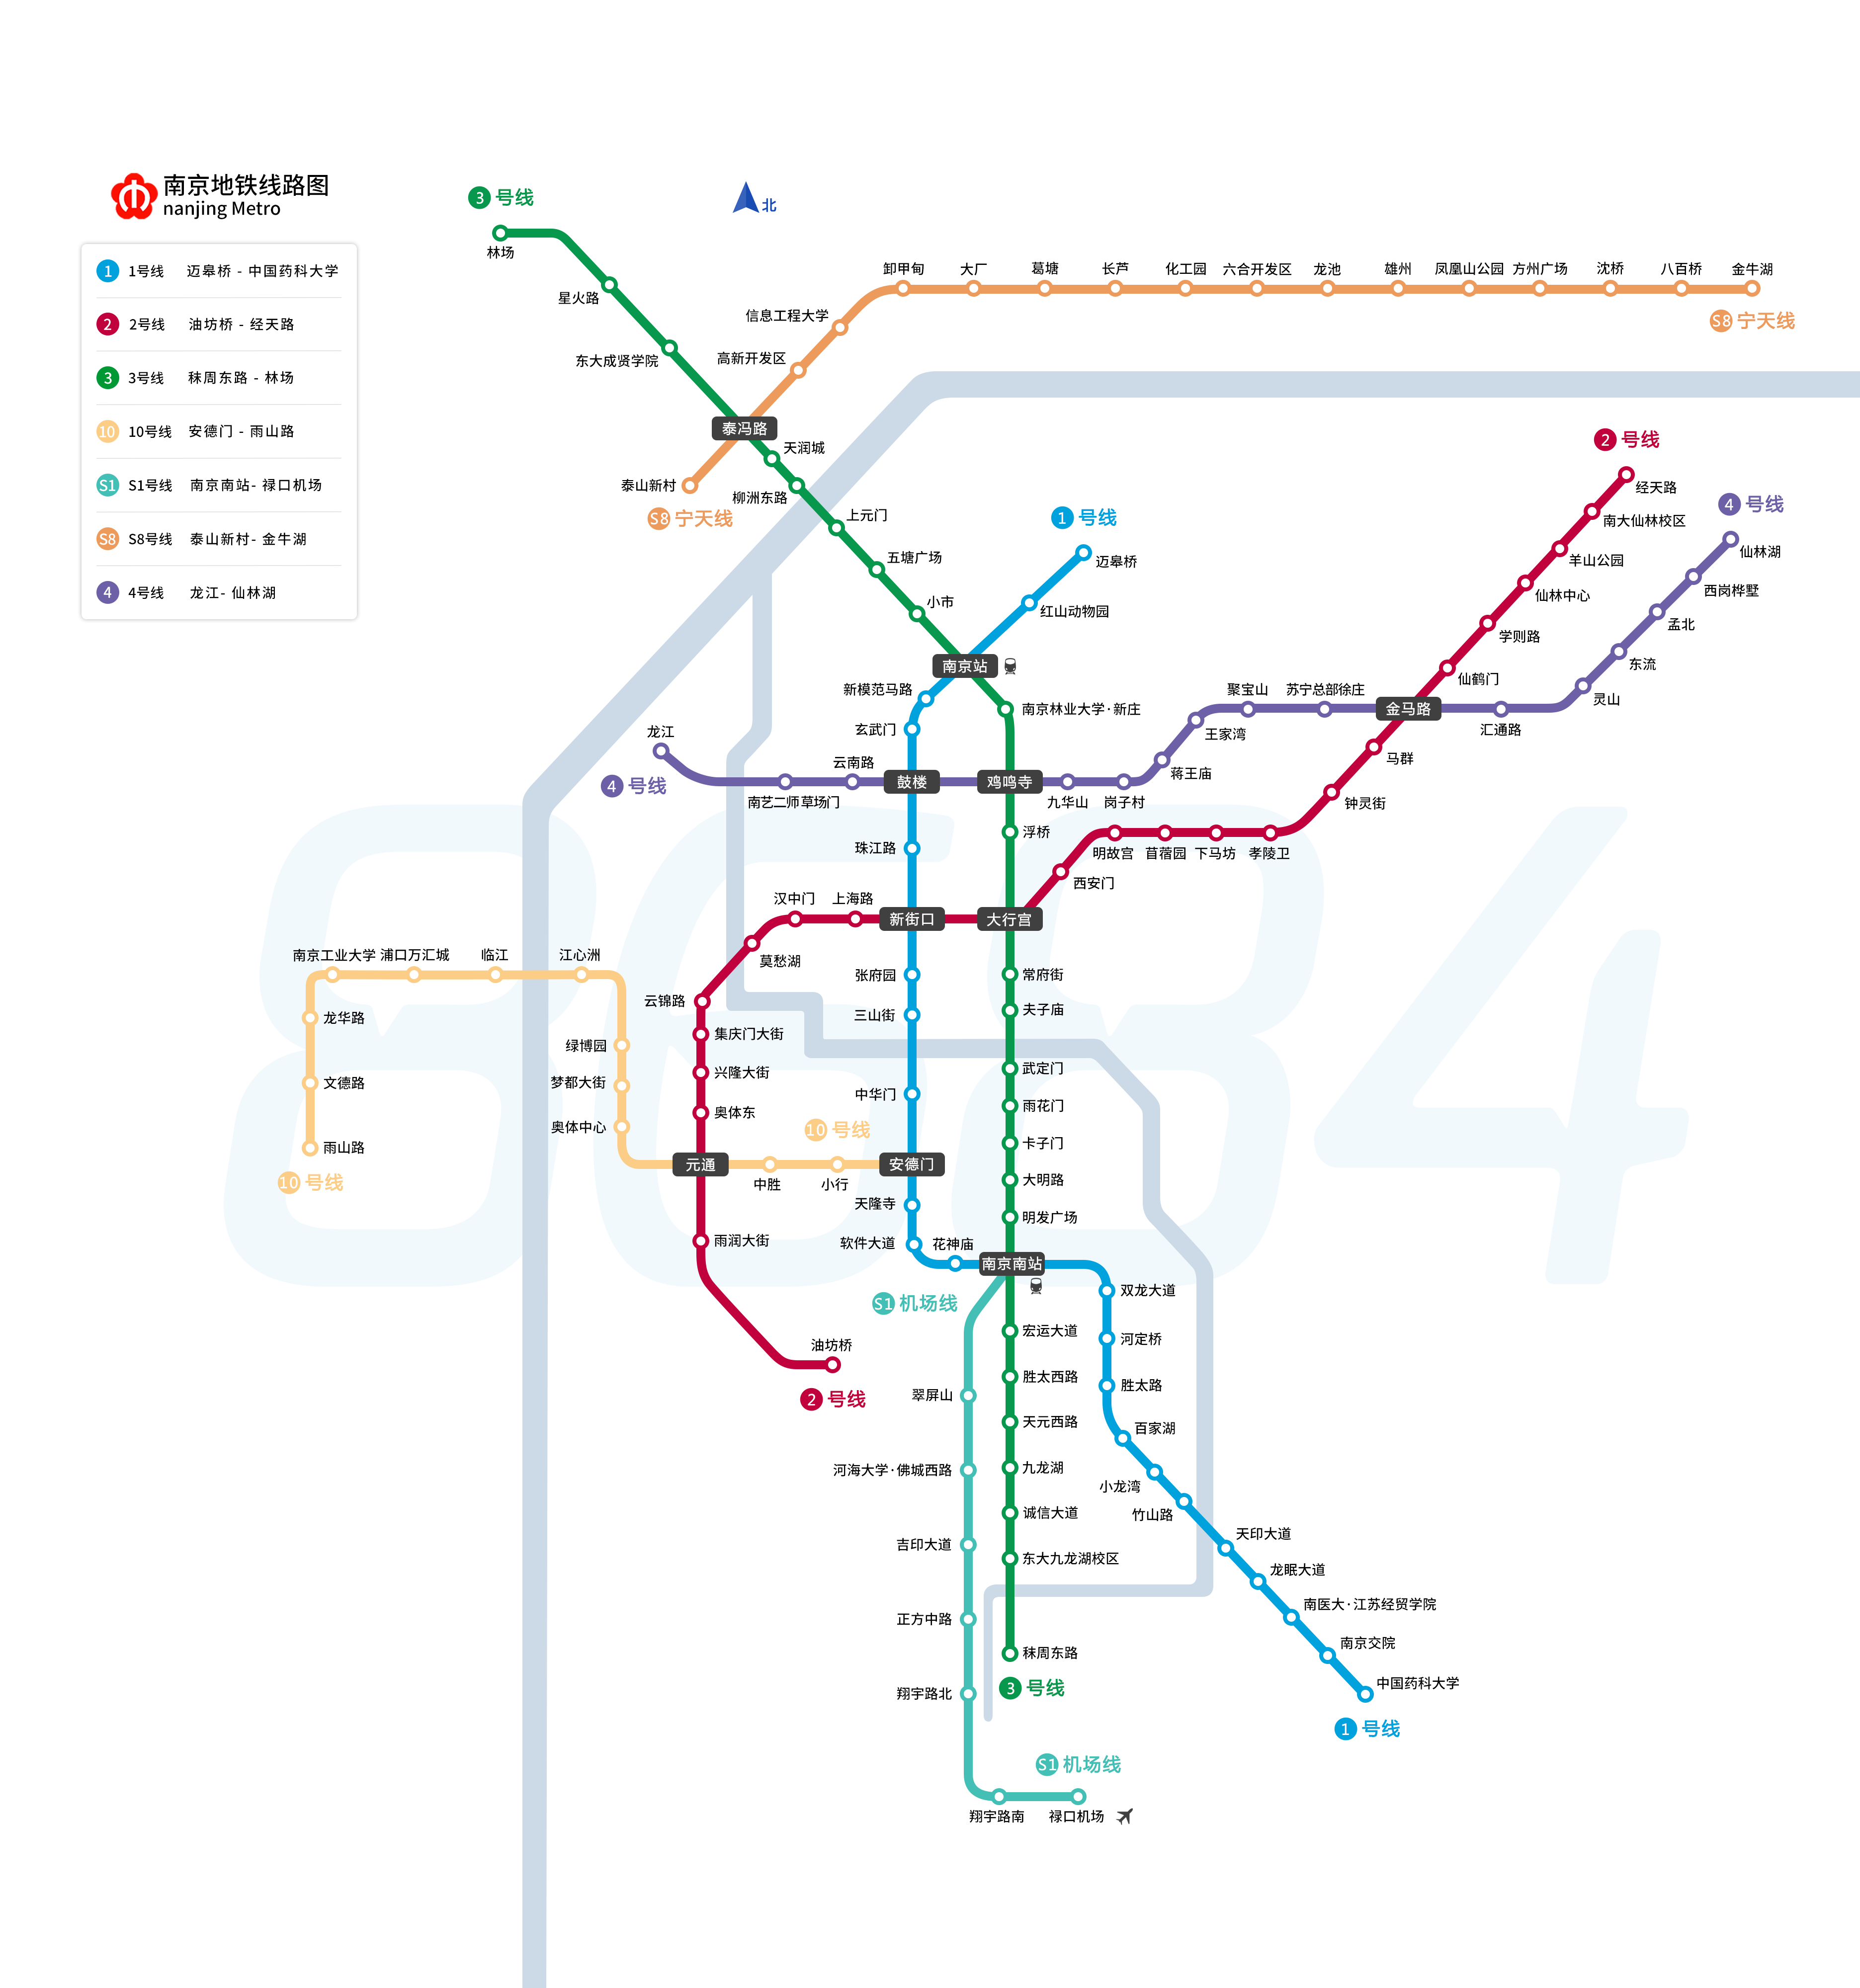 南京地铁线路图
nanjing Metro
1 1号线 迈皋桥 - 中国药科大学
2 2号线 油坊桥 - 经天路
3 3号线 秣周东路 - 林场
10 10号线 安德门 - 雨山路
S1 S1号线 南京南站- 禄口机场
S8 S8号线 泰山新村- 金牛湖
4 4号线 龙江- 仙林湖
北
3 号线
林场
星火路
东大成贤学院
泰冯路
天润城
柳洲东路
上元门
五塘广场
小市
南京站
南京林业大学·新庄
鸡鸣寺
浮桥
大行宫
常府街
夫子庙
武定门
雨花门
卡子门
大明路
明发广场
南京南站
宏运大道
胜太西路
天元西路
九龙湖
诚信大道
东大九龙湖校区
秣周东路
3 号线
卸甲甸
大厂
葛塘
长芦
化工园
六合开发区
龙池
雄州
凤凰山公园
方州广场
沈桥
八百桥
金牛湖
S8 宁天线
信息工程大学
高新开发区
泰山新村
S8 宁天线
1 号线
迈皋桥
红山动物园
新模范马路
玄武门
鼓楼
珠江路
新街口
张府园
三山街
中华门
安德门
天隆寺
软件大道
花神庙
双龙大道
河定桥
胜太路
百家湖
小龙湾
竹山路
天印大道
龙眠大道
南医大·江苏经贸学院
南京交院
中国药科大学
1 号线
2 号线
经天路
南大仙林校区
羊山公园
仙林中心
学则路
仙鹤门
金马路
马群
钟灵街
孝陵卫
下马坊
苜蓿园
明故宫
西安门
上海路
汉中门
莫愁湖
云锦路
集庆门大街
兴隆大街
奥体东
元通
雨润大街
油坊桥
2 号线
4 号线
仙林湖
西岗桦墅
孟北
东流
灵山
汇通路
苏宁总部徐庄
聚宝山
王家湾
蒋王庙
岗子村
九华山
云南路
南艺二师草场门
龙江
4 号线
南京工业大学
浦口万汇城
临江
江心洲
龙华路
文德路
雨山路
10 号线
绿博园
梦都大街
奥体中心
中胜
小行
10 号线
S1 机场线
翠屏山
河海大学·佛城西路
吉印大道
正方中路
翔宇路北
S1 机场线
翔宇路南
禄口机场
8684